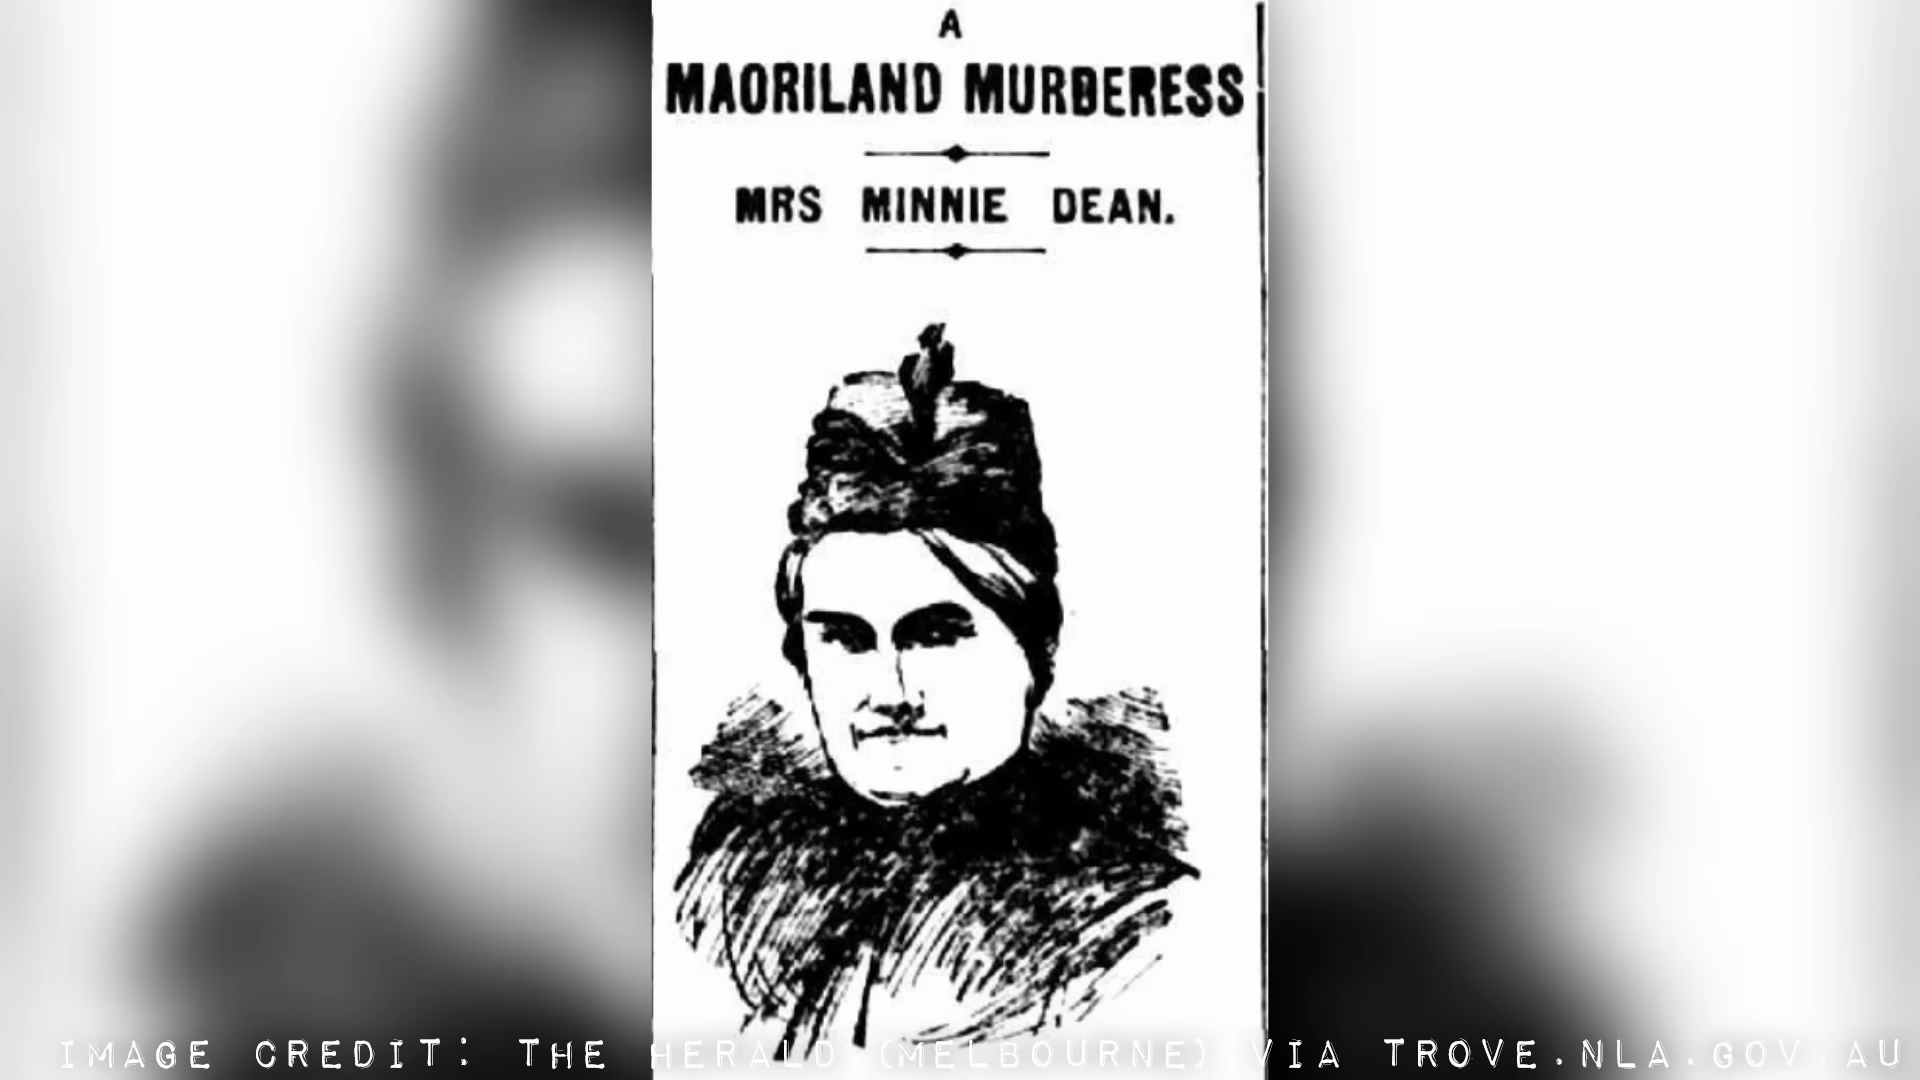 A
MAORILAND MURDERESS
MRS MINNIE DEAN.
IMAGE CREDIT: THE HERALD (MELBOURNE) VIA TROVE.NLA.GOV.AU